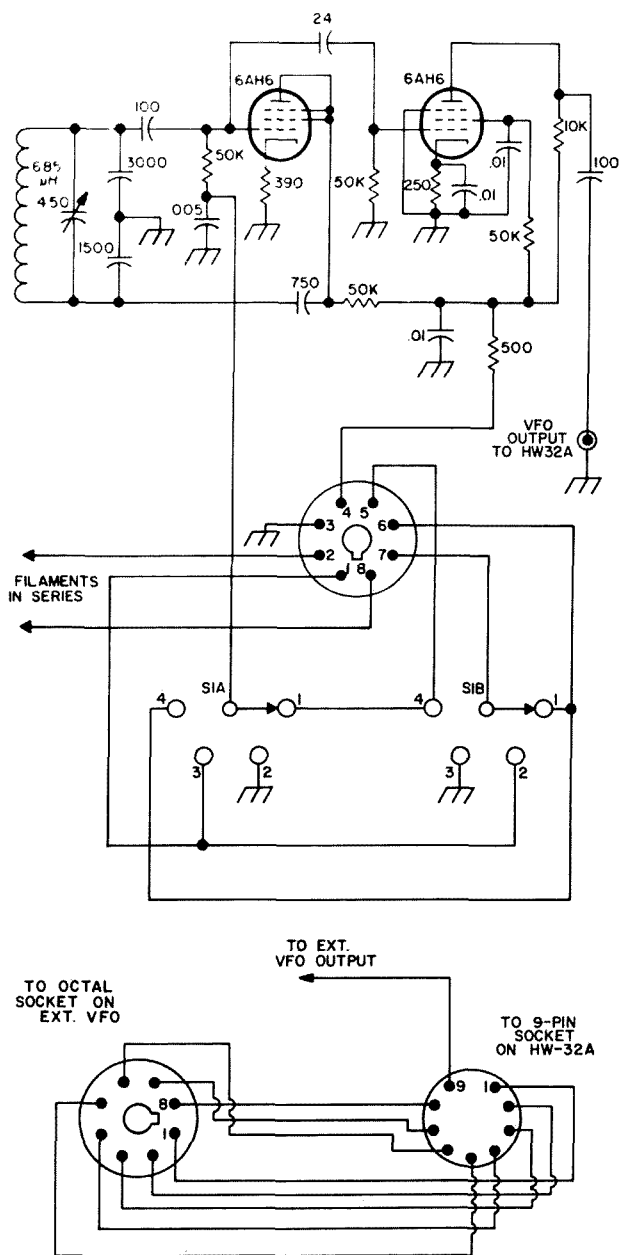 24
6AH6
6AH6
100
685
μH
450
3000
1500
50K
.005
390
50K
250
.01
.01
10K
100
50K
750
50K
.01
500
VFO
OUTPUT
TO HW32A
4
5
3
6
2
7
1
8
FILAMENTS
IN SERIES
4
S1A
1
4
S1B
1
3
2
3
2
TO EXT.
VFO OUTPUT
TO OCTAL
SOCKET ON
EXT. VFO
TO 9-PIN
SOCKET
ON HW-32A
8
1
9
1